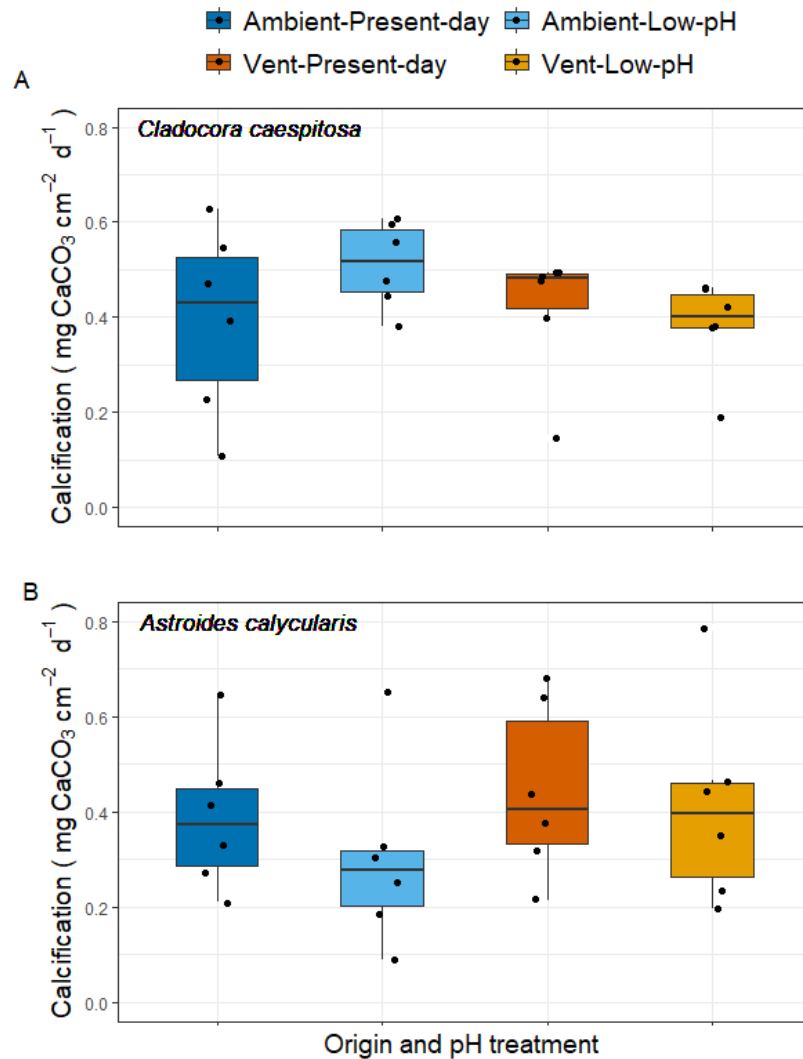 Ambient-Present-day Ambient-Low-pH
Vent-Present-day Vent-Low-pH
A
Cladocora caespitosa
0.8
0.6
0.4
0.2
0.0
Calcification ( mg CaCO₃ cm⁻² d⁻¹ )
B
Astroides calycularis
0.8
0.6
0.4
0.2
0.0
Calcification ( mg CaCO₃ cm⁻² d⁻¹ )
Origin and pH treatment